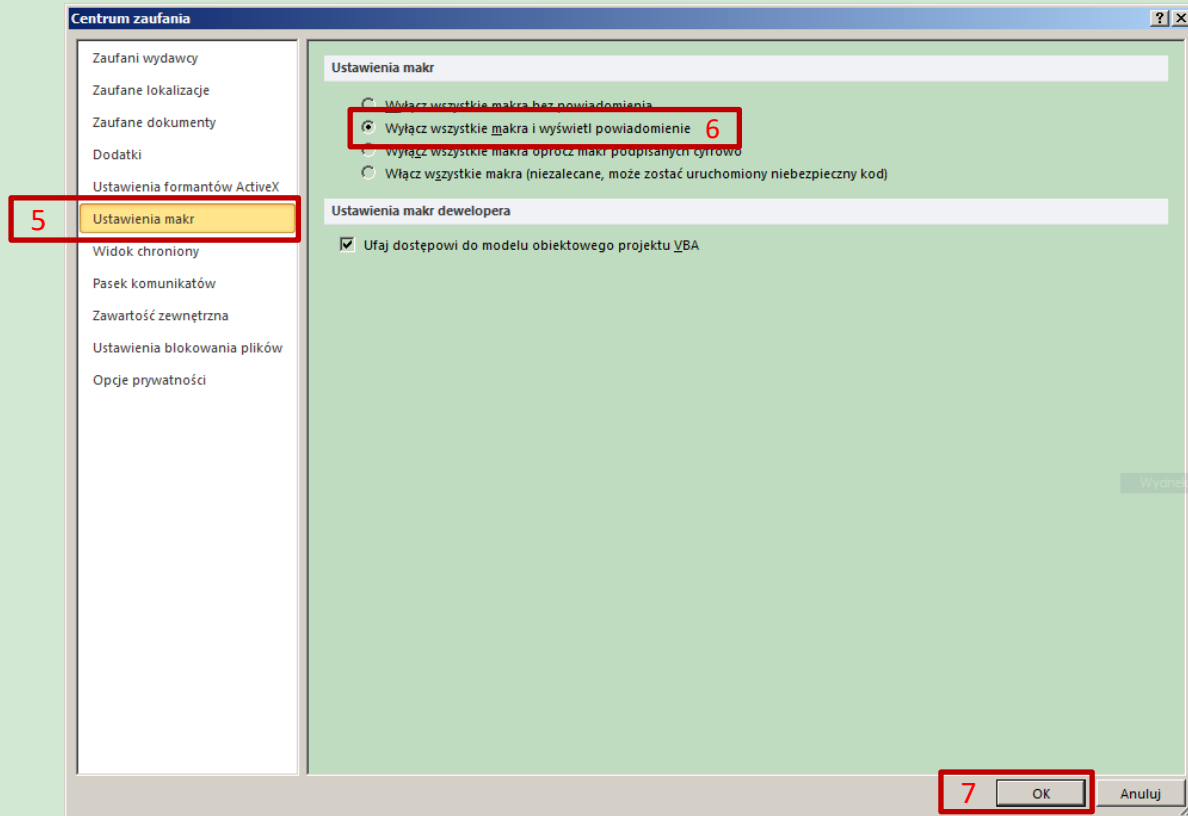 Centrum zaufania
Zaufani wydawcy
Zaufane lokalizacje
Zaufane dokumenty
Dodatki
Ustawienia formantów ActiveX
5 Ustawienia makr
Widok chroniony
Pasek komunikatów
Zawartość zewnętrzna
Ustawienia blokowania plików
Opcje prywatności
Ustawienia makr
Wyłącz wszystkie makra bez powiadomienia
Wyłącz wszystkie makra i wyświetl powiadomienie 6
Wyłącz wszystkie makra oprócz makr podpisanych cyfrowo
Włącz wszystkie makra (niezalecane, może zostać uruchomiony niebezpieczny kod)
Ustawienia makr dewelopera
Ufaj dostępowi do modelu obiektowego projektu VBA
Wycinek
7 OK Anuluj